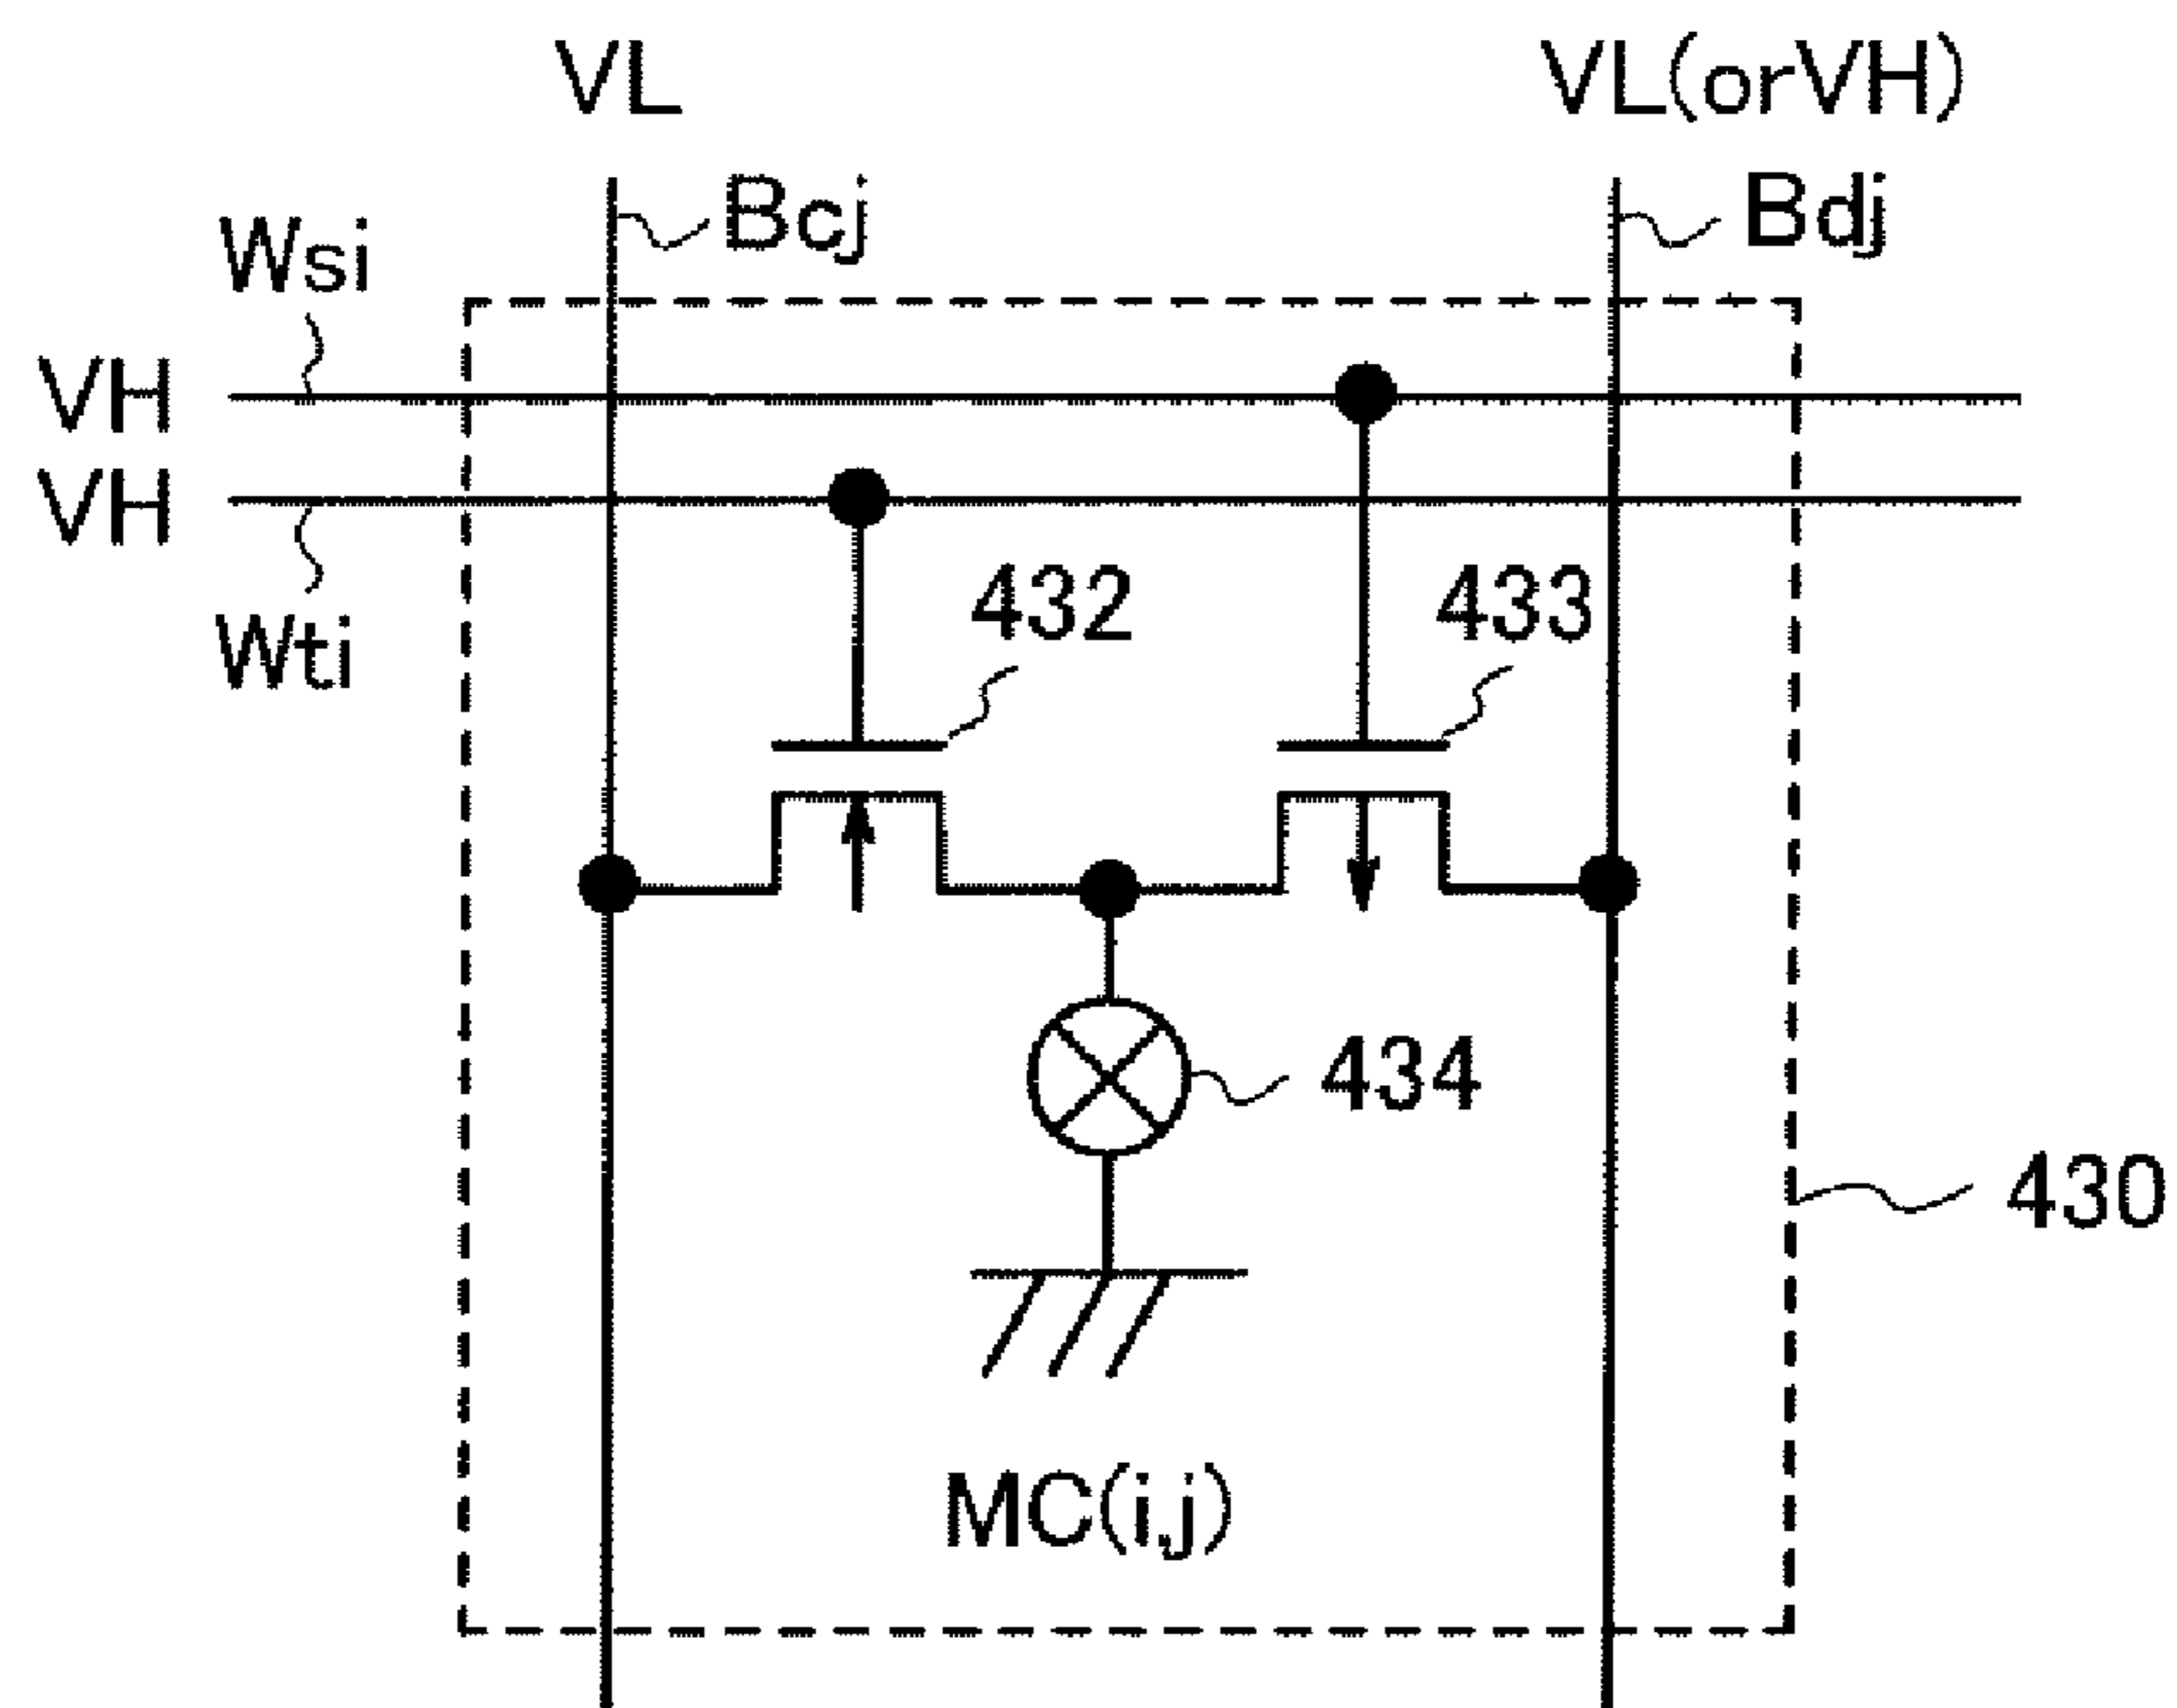 VL
VL(orVH)
Bcj
Bdj
Wsi
VH
VH
Wti
432
433
434
430
MC(i,j)